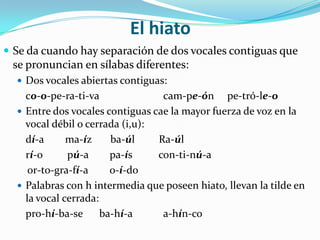 El hiato
Se da cuando hay separación de dos vocales contiguas que
se pronuncian en sílabas diferentes:
Dos vocales abiertas contiguas:
co-o-pe-ra-ti-va cam-pe-ón pe-tró-le-o
Entre dos vocales contiguas cae la mayor fuerza de voz en la
vocal débil o cerrada (i,u):
dí-a ma-íz ba-úl Ra-úl
rí-o pú-a pa-ís con-ti-nú-a
or-to-gra-fí-a o-í-do
Palabras con h intermedia que poseen hiato, llevan la tilde en
la vocal cerrada:
pro-hí-ba-se ba-hí-a a-hín-co